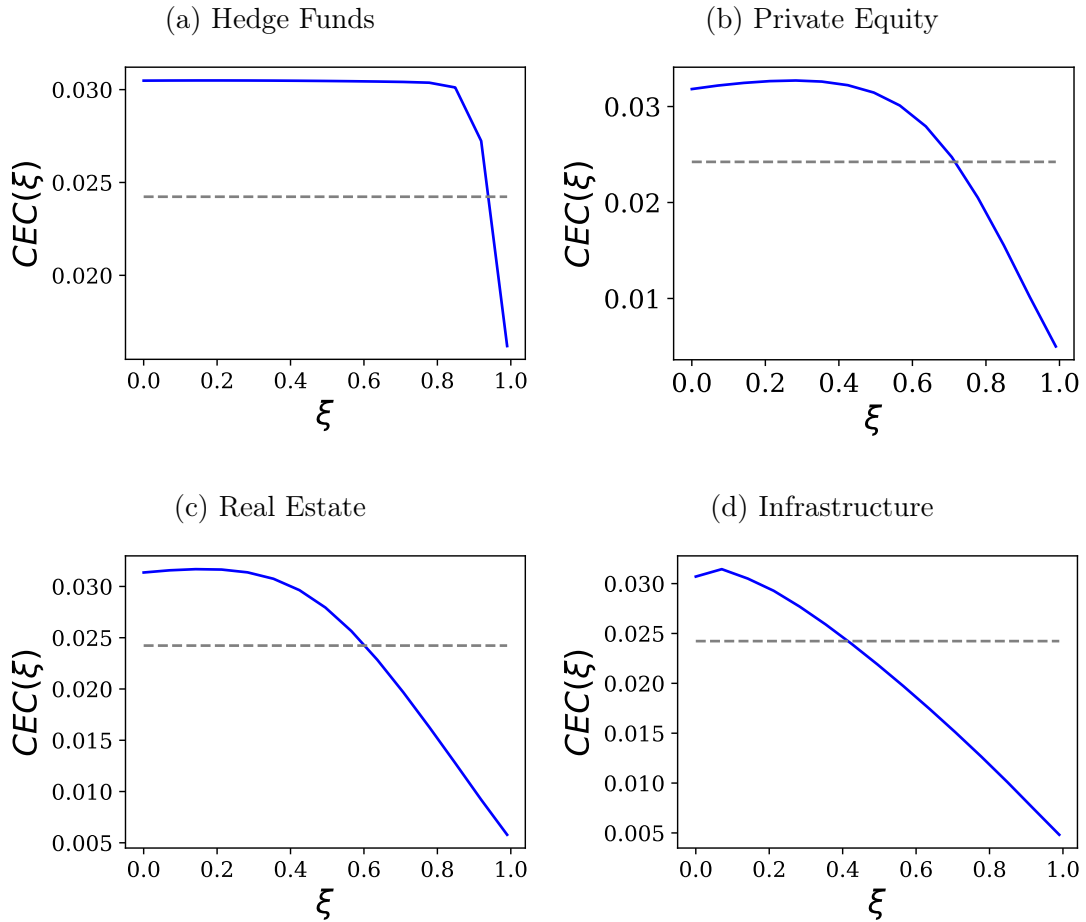 (a) Hedge Funds
CEC(ξ)
0.030
0.025
0.020
0.0 0.2 0.4 0.6 0.8 1.0
ξ
(b) Private Equity
CEC(ξ)
0.03
0.02
0.01
0.0 0.2 0.4 0.6 0.8 1.0
ξ
(c) Real Estate
CEC(ξ)
0.030
0.025
0.020
0.015
0.010
0.005
0.0 0.2 0.4 0.6 0.8 1.0
ξ
(d) Infrastructure
CEC(ξ)
0.030
0.025
0.020
0.015
0.010
0.005
0.0 0.2 0.4 0.6 0.8 1.0
ξ